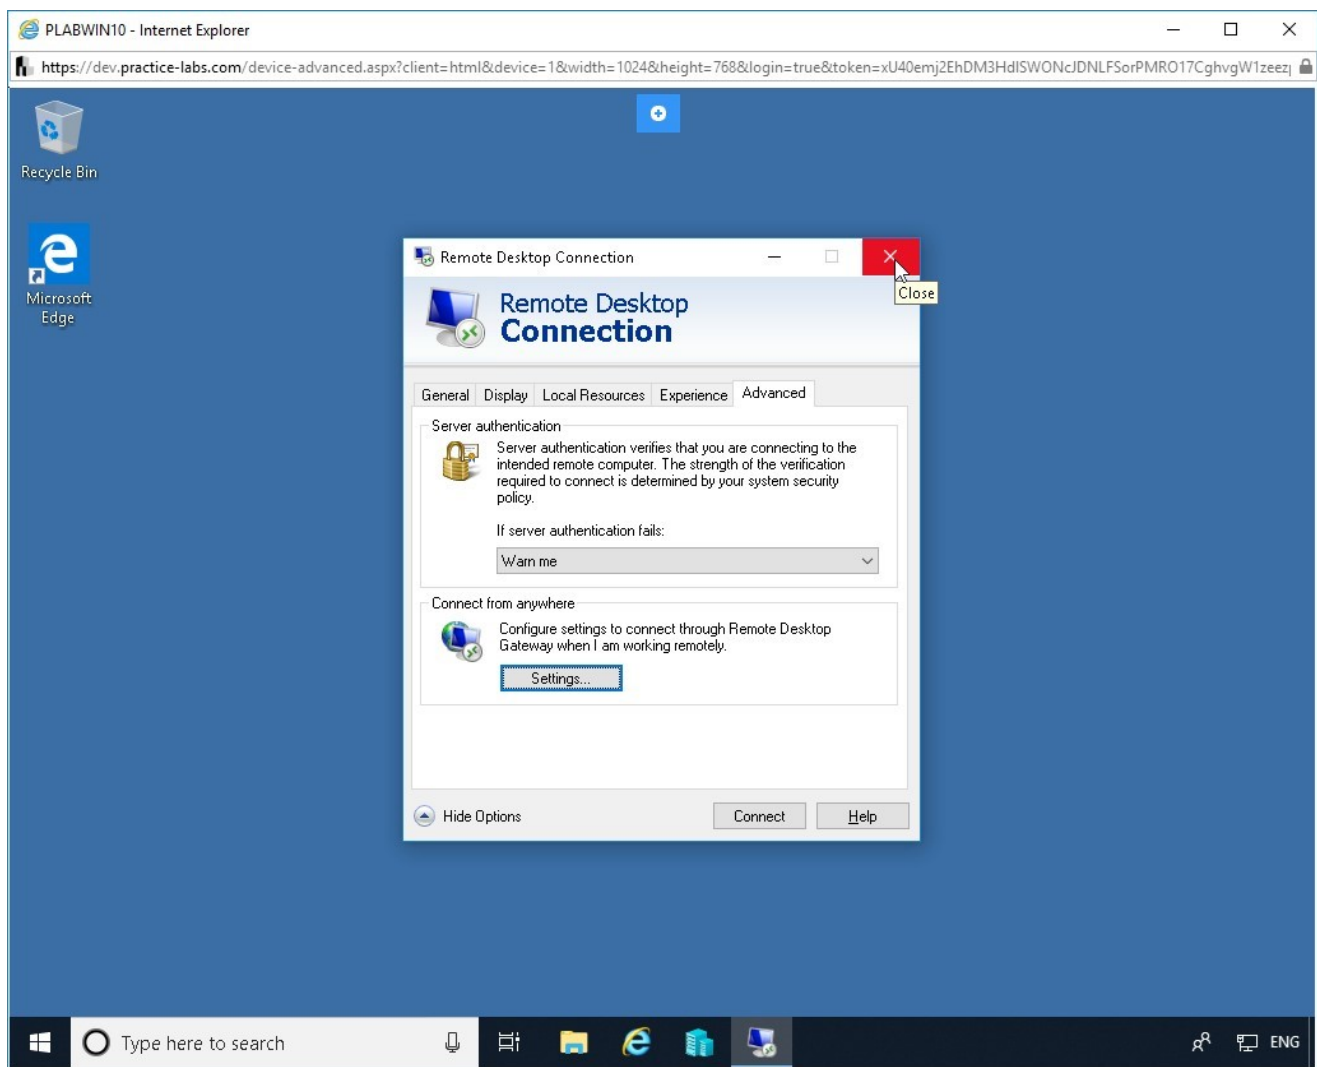 PLABWIN10 - Internet Explorer
https://dev.practice-labs.com/device-advanced.aspx?client=html&device=1&width=1024&height=768&login=true&token=xU40emj2EhDM3HdlSWONcJDNLFSorPMRO17CghvgW1zeez
Recycle Bin
Microsoft
Edge
Remote Desktop Connection
Close
Remote Desktop
Connection
General Display Local Resources Experience Advanced
Server authentication
Server authentication verifies that you are connecting to the
intended remote computer. The strength of the verification
required to connect is determined by your system security
policy.
If server authentication fails:
Warn me
Connect from anywhere
Configure settings to connect through Remote Desktop
Gateway when I am working remotely.
Settings...
Hide Options Connect Help
Type here to search ENG